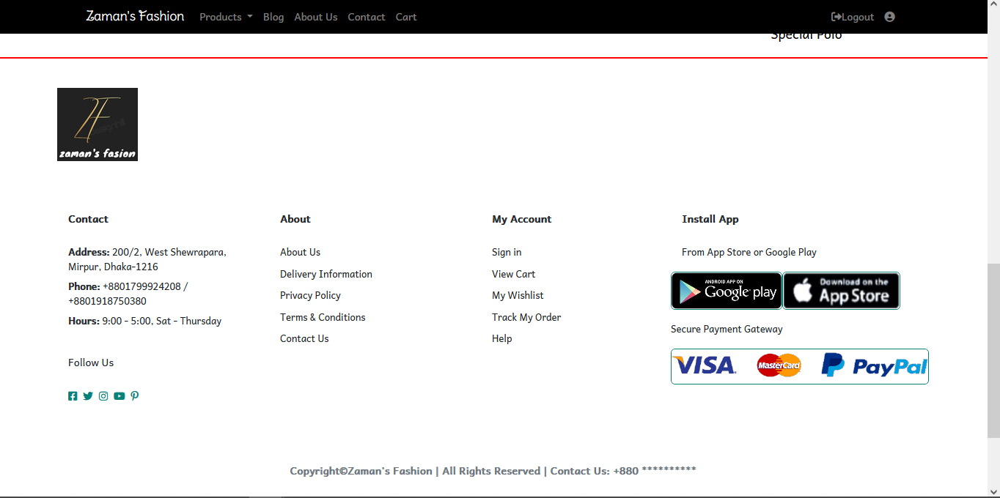 Zaman's Fashion Products Blog About Us Contact Cart Logout
Special Polo
ZF
zaman's fasion
Contact
Address: 200/2, West Shewrapara,
Mirpur, Dhaka-1216
Phone: +8801799924208 /
+8801918750380
Hours: 9:00 - 5:00, Sat - Thursday
Follow Us
About
About Us
Delivery Information
Privacy Policy
Terms & Conditions
Contact Us
My Account
Sign in
View Cart
My Wishlist
Track My Order
Help
Install App
From App Store or Google Play
ANDROID APP ON
Google play
Download on the
App Store
Secure Payment Gateway
VISA MasterCard PayPal
Copyright©Zaman's Fashion | All Rights Reserved | Contact Us: +880 **********